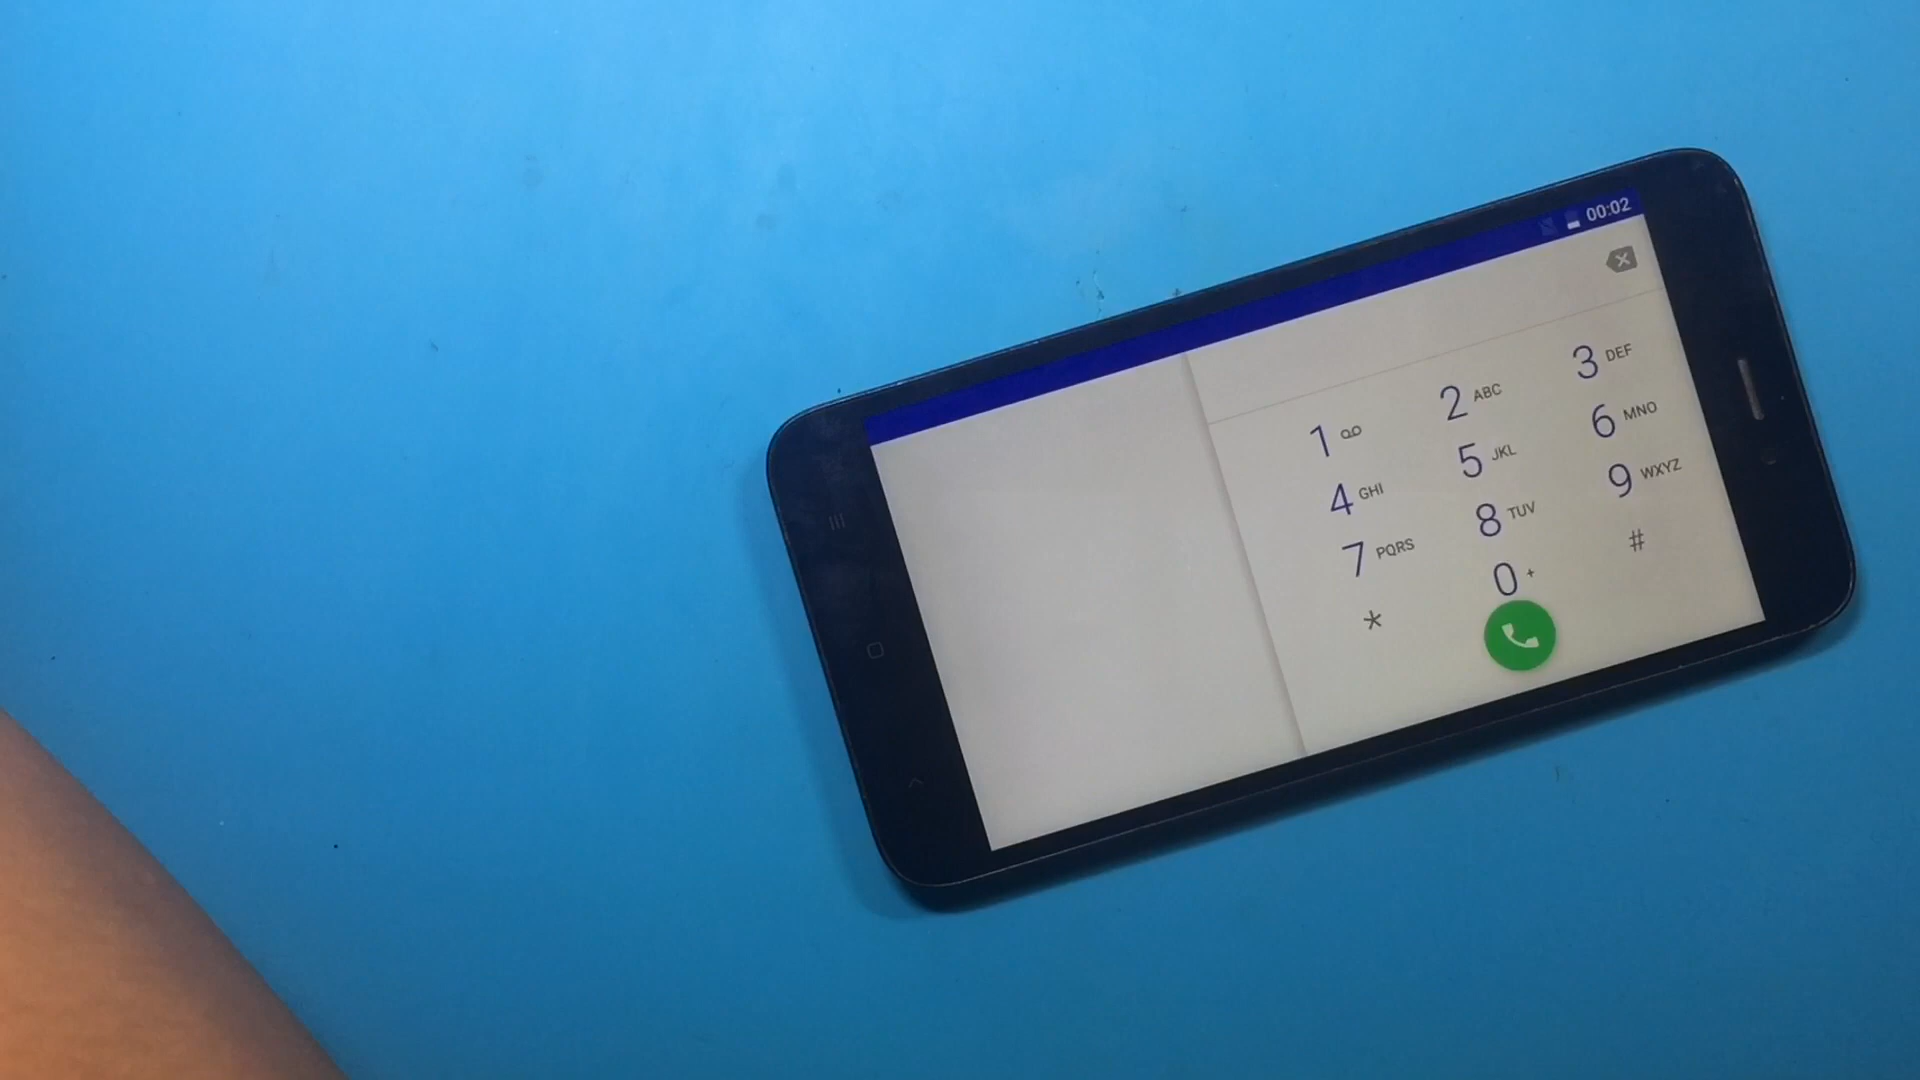 00:02
1 2 ABC 3 DEF
4 GHI 5 JKL 6 MNO
7 PQRS 8 TUV 9 WXYZ
* 0 + #